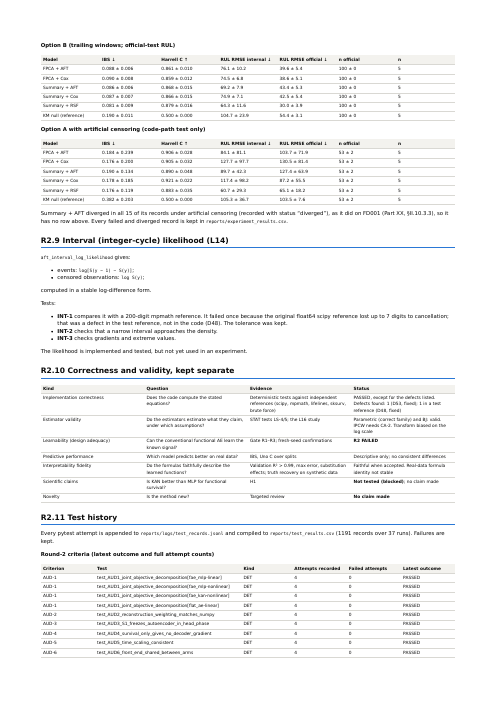 Option B (trailing windows; official-test RUL)
Model IBS ↓ Harrell C ↑ RUL RMSE interval ↓ RUL RMSE official ↓ n official n
FPCA + AFT 0.088 ± 0.006 0.861 ± 0.010 76.1 ± 10.2 39.6 ± 5.4 100 ± 0 5
FPCA + Cox 0.090 ± 0.008 0.859 ± 0.012 74.5 ± 6.8 38.6 ± 5.1 100 ± 0 5
Summary + AFT 0.086 ± 0.006 0.868 ± 0.015 69.2 ± 7.9 43.4 ± 5.3 100 ± 0 5
Summary + Cox 0.087 ± 0.007 0.866 ± 0.015 74.9 ± 7.1 42.5 ± 5.4 100 ± 0 5
Summary + RSF 0.081 ± 0.009 0.879 ± 0.016 64.3 ± 11.6 30.0 ± 3.9 100 ± 0 5
KM null (reference) 0.190 ± 0.011 0.500 ± 0.000 104.7 ± 23.9 54.4 ± 3.1 100 ± 0 5
Option A with artificial censoring (code-path test only)
Model IBS ↓ Harrell C ↑ RUL RMSE interval ↓ RUL RMSE official ↓ n official n
FPCA + AFT 0.184 ± 0.239 0.906 ± 0.028 84.1 ± 81.1 103.7 ± 71.9 53 ± 2 5
FPCA + Cox 0.176 ± 0.200 0.905 ± 0.032 127.7 ± 97.7 130.5 ± 81.4 53 ± 2 5
Summary + AFT 0.190 ± 0.134 0.890 ± 0.048 89.7 ± 42.3 127.4 ± 63.9 53 ± 2 5
Summary + Cox 0.178 ± 0.185 0.921 ± 0.022 117.4 ± 98.2 87.2 ± 55.5 53 ± 2 5
Summary + RSF 0.176 ± 0.119 0.883 ± 0.035 60.7 ± 29.3 65.1 ± 18.2 53 ± 2 5
KM null (reference) 0.382 ± 0.203 0.500 ± 0.000 105.3 ± 36.7 103.5 ± 7.6 53 ± 2 5
Summary + AFT diverged in all 15 of its records under artificial censoring (recorded with status "diverged"), as it did on FD001 (Part XX, §II.10.3.3), so it
has no row above. Every failed and diverged record is kept in reports/experiment_results.csv.
R2.9 Interval (integer-cycle) likelihood (L14)
aft_interval_log_likelihood gives:
• events: log[S(y − 1) − S(y)];
• censored observations: log S(y);
computed in a stable log-difference form.
Tests:
• INT-1 compares it with a 200-digit mpmath reference. It failed once because the original float64 scipy reference lost up to 7 digits to cancellation;
that was a defect in the test reference, not in the code (D48). The tolerance was kept.
• INT-2 checks that a narrow interval approaches the density.
• INT-3 checks gradients and extreme values.
The likelihood is implemented and tested, but not yet used in an experiment.
R2.10 Correctness and validity, kept separate
Kind Question Evidence Status
Implementation correctness Does the code compute the stated equations? Deterministic tests against independent references (scipy, mpmath, lifelines, sksurv, brute force) PASSED, except for the defects listed. Defects found: 1 (D53, fixed); 1 in a test reference (D48, fixed)
Estimator validity Do the estimators estimate what they claim, under which assumptions? STAT tests L5-4/5; the L16 study Parametric (correct family) and BJ: valid IPCW needs CA-2. Transform biased on the log scale
Learnability (design adequacy) Can the conventional functional AE learn the known signal? Gate R1–R3; fresh-seed confirmations R2 FAILED
Predictive performance Which model predicts better on real data? IBS, Uno C over splits Descriptive only; no consistent differences
Interpretability fidelity Do the formulas faithfully describe the learned functions? Validation R² > 0.99, max error, substitution effects; truth recovery on synthetic data Faithful when accepted. Real-data formula identity not stable
Scientific claims Is KAN better than MLP for functional survival? H1 Not tested (blocked); no claim made
Novelty Is the method new? Targeted review No claim made
R2.11 Test history
Every pytest attempt is appended to reports/logs/test_records.jsonl and compiled to reports/test_results.csv (1191 records over 37 runs). Failures are
kept.
Round-2 criteria (latest outcome and full attempt counts)
Criterion Test Kind Attempts recorded Failed attempts Latest outcome
AUD-1 test_AUD1_joint_objective_decomposition[fae_mlp-linear] DET 4 0 PASSED
AUD-1 test_AUD1_joint_objective_decomposition[fae_mlp-nonlinear] DET 4 0 PASSED
AUD-1 test_AUD1_joint_objective_decomposition[fae_kan-nonlinear] DET 4 0 PASSED
AUD-1 test_AUD1_joint_objective_decomposition[flat_ae-linear] DET 4 0 PASSED
AUD-2 test_AUD2_reconstruction_weighting_matches_numpy DET 4 0 PASSED
AUD-3 test_AUD3_S1_freezes_autoencoder_in_head_phase DET 4 0 PASSED
AUD-4 test_AUD4_survival_only_gives_no_decoder_gradient DET 4 0 PASSED
AUD-5 test_AUD5_time_scaling_consistent DET 4 0 PASSED
AUD-6 test_AUD6_front_end_shared_between_arms DET 4 0 PASSED